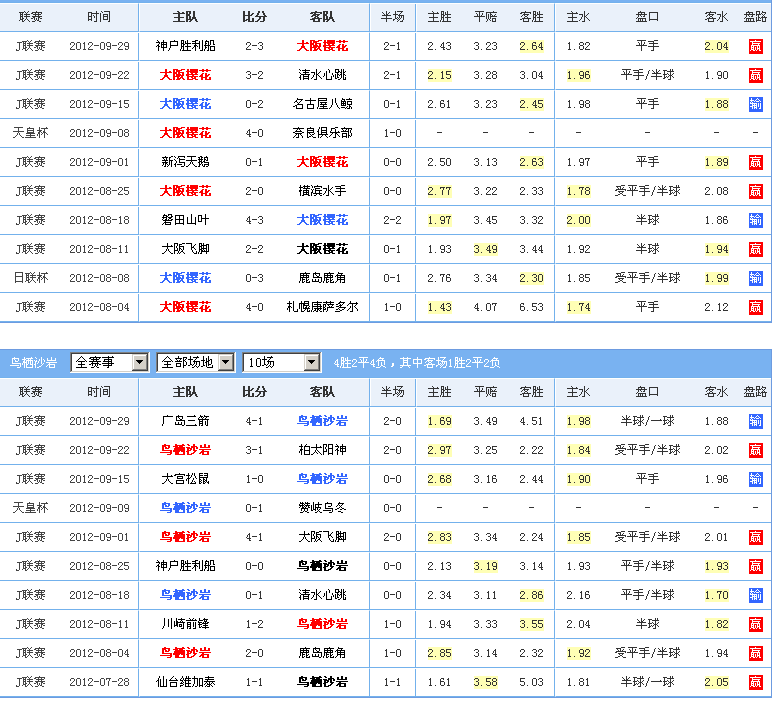 联赛 时间 主队 比分 客队 半场 主胜 平赔 客胜 主水 盘口 客水 盘路
J联赛 2012-09-29 神户胜利船 2-3 大阪樱花 2-1 2.43 3.23 2.64 1.82 平手 2.04 赢
J联赛 2012-09-22 大阪樱花 3-2 清水心跳 2-1 2.15 3.28 3.04 1.96 平手/半球 1.90 赢
J联赛 2012-09-15 大阪樱花 0-2 名古屋八鲸 0-1 2.61 3.23 2.45 1.98 平手 1.88 输
天皇杯 2012-09-08 大阪樱花 4-0 奈良俱乐部 1-0 - - - - - - -
J联赛 2012-09-01 新泻天鹅 0-1 大阪樱花 0-0 2.50 3.13 2.63 1.97 平手 1.89 赢
J联赛 2012-08-25 大阪樱花 2-0 横滨水手 0-0 2.77 3.22 2.33 1.78 受平手/半球 2.08 赢
J联赛 2012-08-18 磐田山叶 4-3 大阪樱花 2-2 1.97 3.45 3.32 2.00 半球 1.86 输
J联赛 2012-08-11 大阪飞脚 2-2 大阪樱花 0-1 1.93 3.49 3.44 1.92 半球 1.94 赢
日联杯 2012-08-08 大阪樱花 0-3 鹿岛鹿角 0-1 2.76 3.34 2.30 1.85 受平手/半球 1.99 输
J联赛 2012-08-04 大阪樱花 4-0 札幌康萨多尔 1-0 1.43 4.07 6.53 1.74 平手 2.12 赢
鸟栖沙岩 全赛事 全部场地 10场 4胜2平4负，其中客场1胜2平2负
联赛 时间 主队 比分 客队 半场 主胜 平赔 客胜 主水 盘口 客水 盘路
J联赛 2012-09-29 广岛三箭 4-1 鸟栖沙岩 2-0 1.69 3.49 4.51 1.98 半球/一球 1.88 输
J联赛 2012-09-22 鸟栖沙岩 3-1 柏太阳神 2-0 2.97 3.25 2.22 1.84 受平手/半球 2.02 赢
J联赛 2012-09-15 大宫松鼠 1-0 鸟栖沙岩 0-0 2.68 3.16 2.44 1.90 平手 1.96 输
天皇杯 2012-09-09 鸟栖沙岩 0-1 赞岐乌冬 0-0 - - - - - - -
J联赛 2012-09-01 鸟栖沙岩 4-1 大阪飞脚 2-0 2.83 3.34 2.24 1.85 受平手/半球 2.01 赢
J联赛 2012-08-25 神户胜利船 0-0 鸟栖沙岩 0-0 2.13 3.19 3.14 1.93 平手/半球 1.93 赢
J联赛 2012-08-18 鸟栖沙岩 0-1 清水心跳 0-0 2.34 3.11 2.86 2.16 平手/半球 1.70 输
J联赛 2012-08-11 川崎前锋 1-2 鸟栖沙岩 1-0 1.94 3.33 3.55 2.04 半球 1.82 赢
J联赛 2012-08-04 鸟栖沙岩 2-0 鹿岛鹿角 1-0 2.85 3.14 2.32 1.92 受平手/半球 1.94 赢
J联赛 2012-07-28 仙台维加泰 1-1 鸟栖沙岩 1-1 1.61 3.58 5.03 1.81 半球/一球 2.05 赢